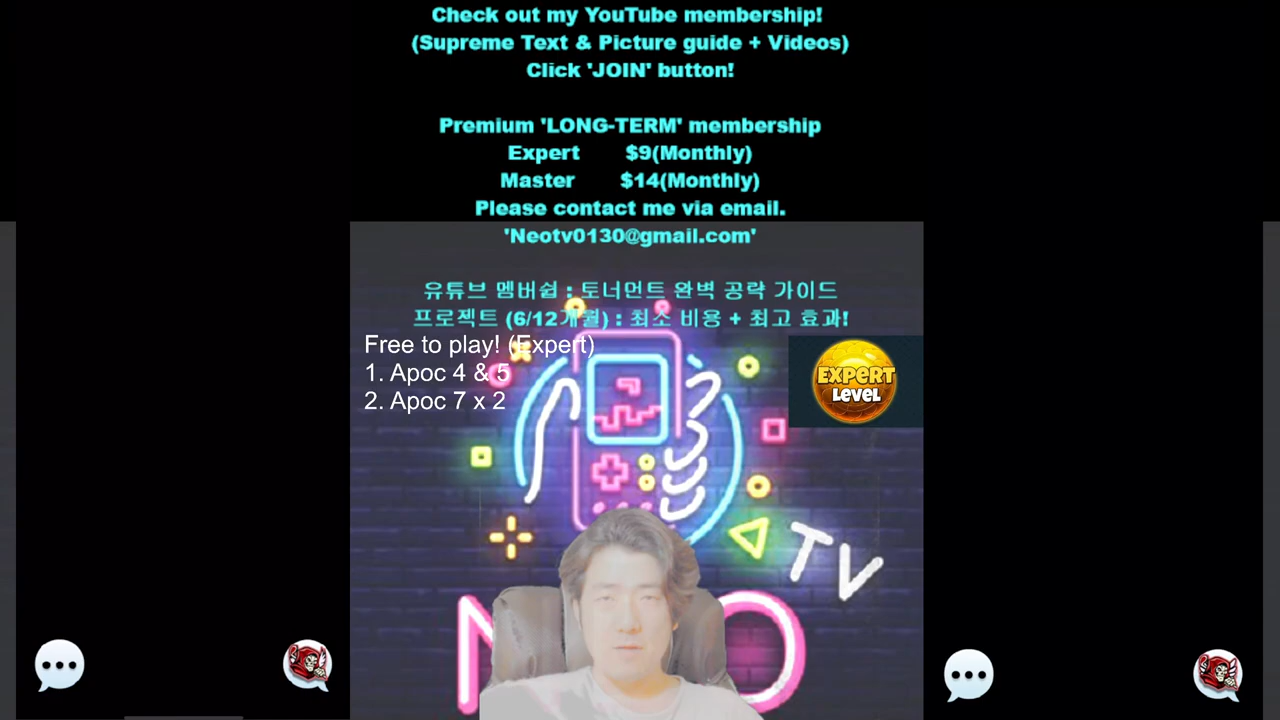 Check out my YouTube membership!
(Supreme Text & Picture guide + Videos)
Click 'JOIN' button!
Premium 'LONG-TERM' membership
Expert $9(Monthly)
Master $14(Monthly)
Please contact me via email.
'Neotv0130@gmail.com'
유튜브 멤버쉽 : 토너먼트 완벽 공략 가이드
프로젝트 (6/12개월) : 최소 비용 + 최고 효과!
Free to play! (Expert)
1. Apoc 4 & 5
2. Apoc 7 x 2
EXPERT
LEVEL
TV
N O